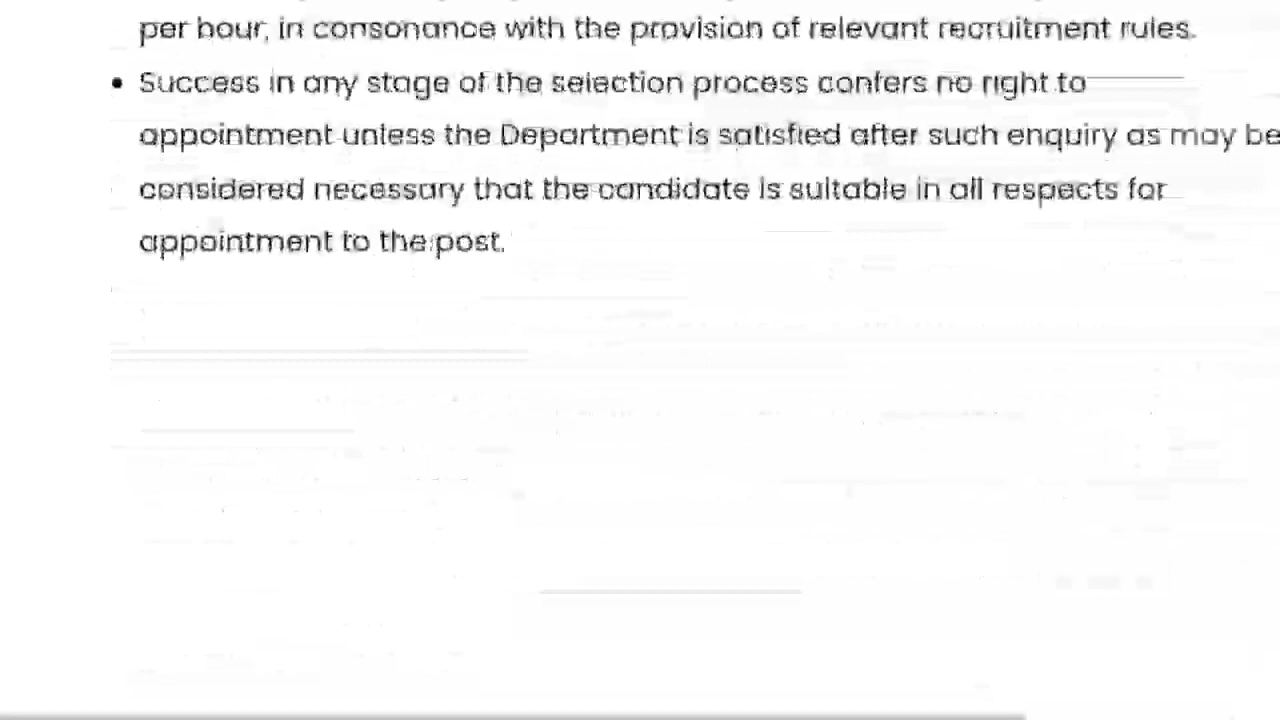 per hour, in consonance with the provision of relevant recruitment rules.
• Success in any stage of the selection process confers no right to
appointment unless the Department is satisfied after such enquiry as may be
considered necessary that the candidate is suitable in all respects for
appointment to the post.